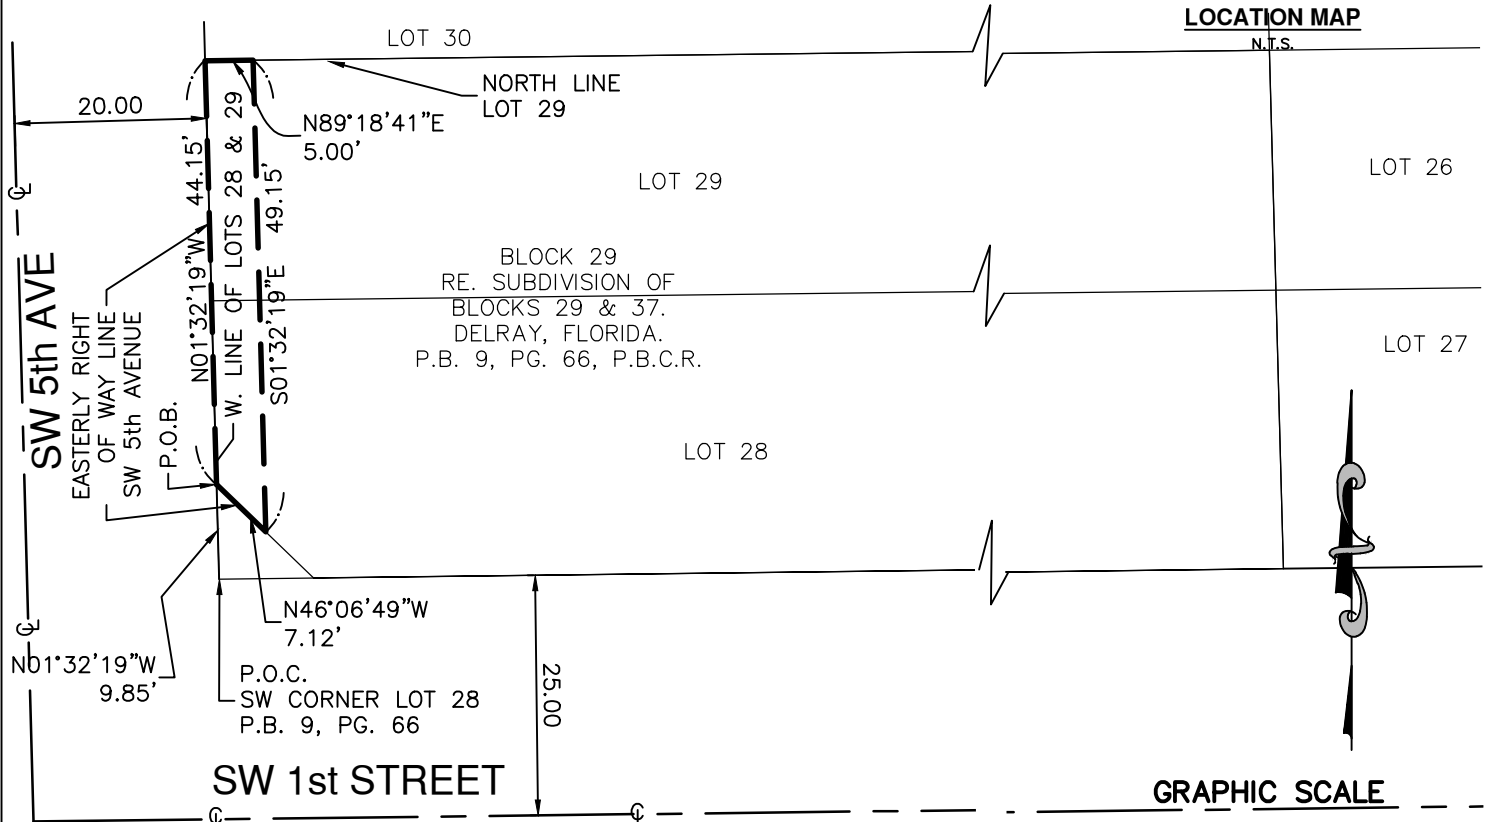 LOCATION MAP
N.T.S.
LOT 30
NORTH LINE
LOT 29
20.00
N89°18'41"E
5.00'
LOT 29
LOT 26
44.15'
N01°32'19"W
W. LINE OF LOTS 28 & 29
49.15'
S01°32'19"E
BLOCK 29
RE. SUBDIVISION OF
BLOCKS 29 & 37.
DELRAY, FLORIDA.
P.B. 9, PG. 66, P.B.C.R.
SW 5th AVE
EASTERLY RIGHT
OF WAY LINE
SW 5th AVENUE
P.O.B.
LOT 27
LOT 28
N46°06'49"W
7.12'
N01°32'19"W
9.85'
P.O.C.
SW CORNER LOT 28
P.B. 9, PG. 66
25.00
SW 1st STREET
GRAPHIC SCALE